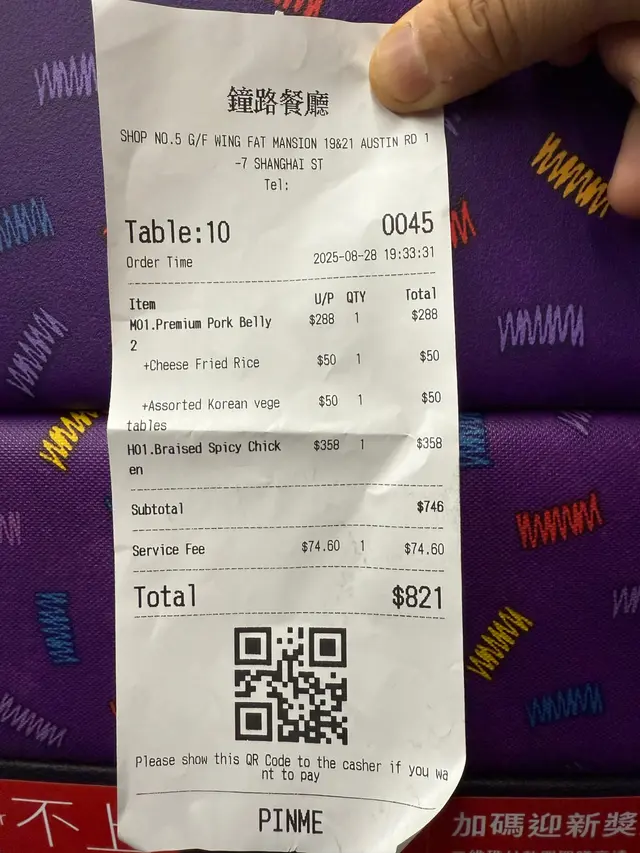 鐘路餐廳
SHOP NO.5 G/F WING FAT MANSION 19&21 AUSTIN RD 1
-7 SHANGHAI ST
Tel:
Table:10 0045
Order Time 2025-08-28 19:33:31
Item U/P QTY Total
M01.Premium Pork Belly $288 1 $288
2
+Cheese Fried Rice $50 1 $50
+Assorted Korean vege $50 1 $50
tables
H01.Braised Spicy Chick $358 1 $358
en
Subtotal $746
Service Fee $74.60 1 $74.60
Total $821
Please show this QR Code to the casher if you wa
nt to pay
PINME
不
加碼迎新獎